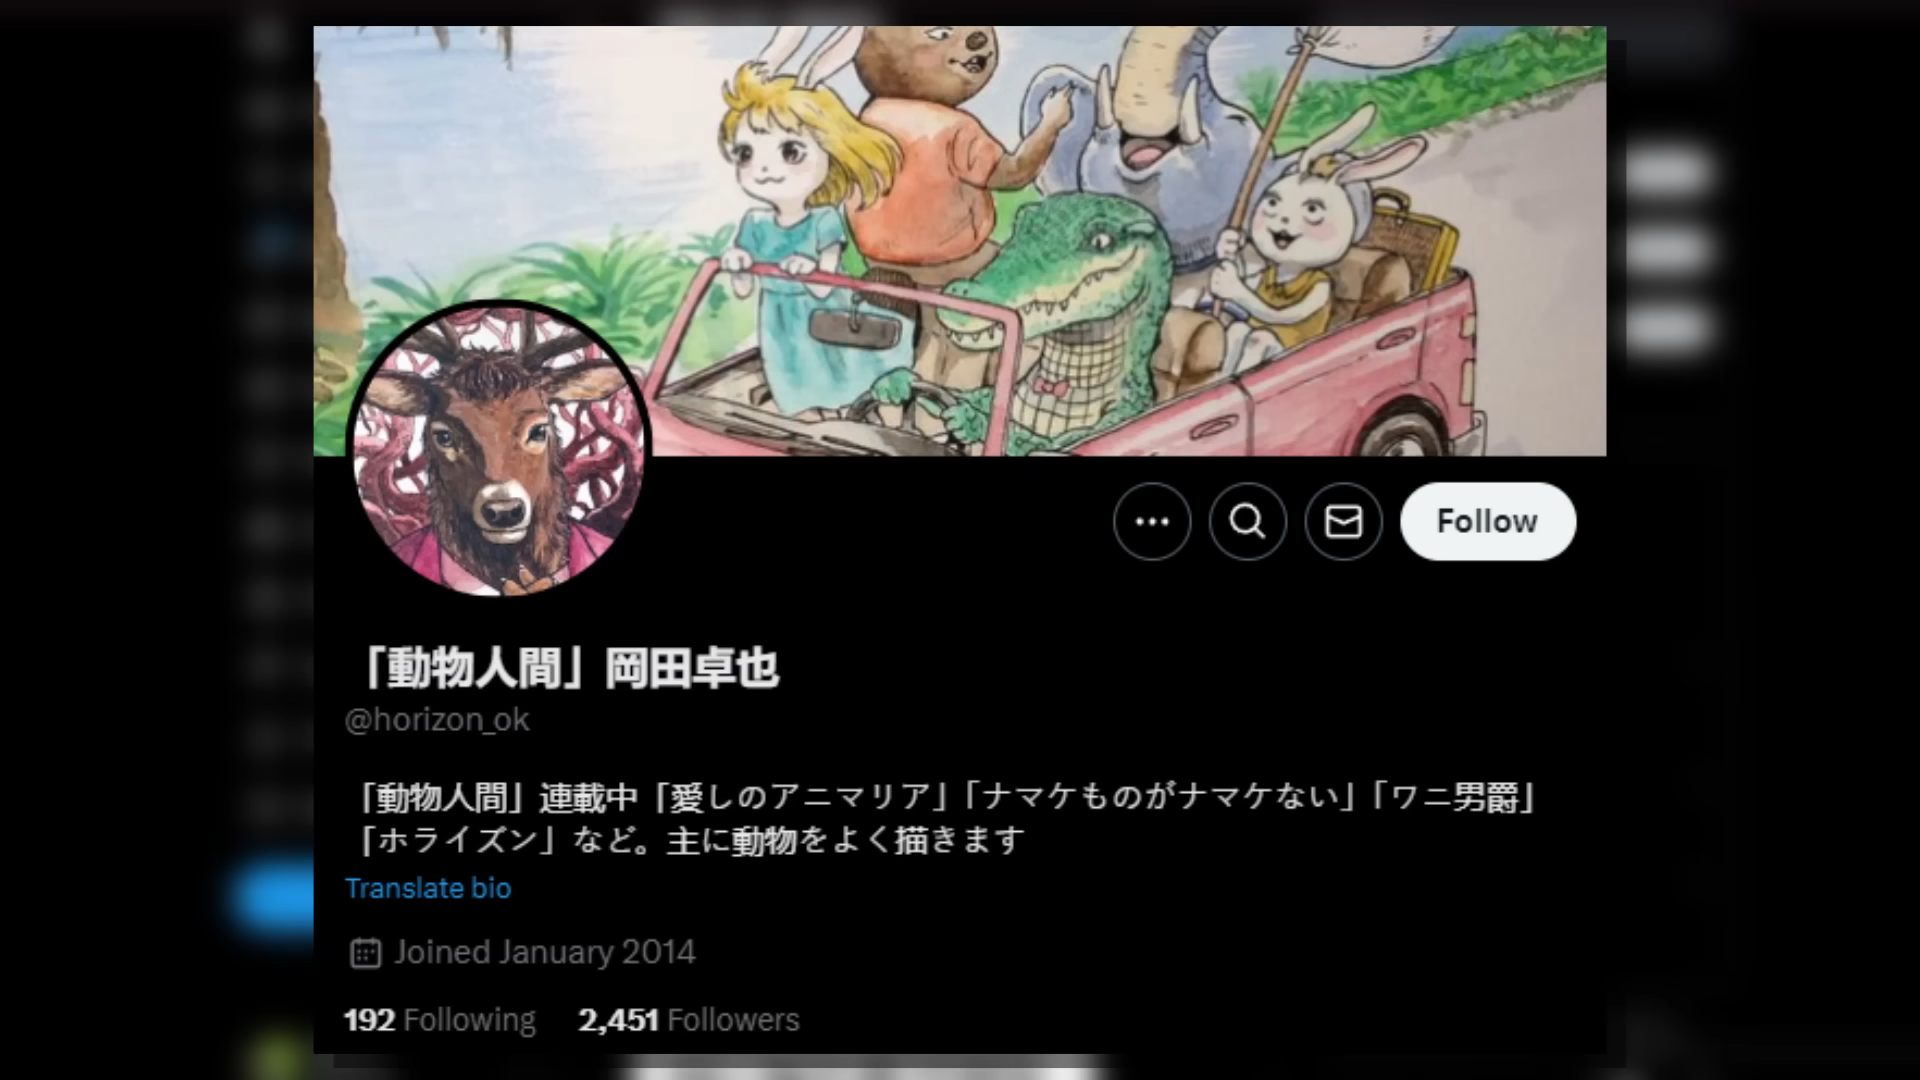 Follow
「動物人間」岡田卓也
@horizon_ok
「動物人間」連載中「愛しのアニマリア」「ナマケものがナマケない」「ワニ男爵」
「ホライズン」など。主に動物をよく描きます
Translate bio
Joined January 2014
192 Following 2,451 Followers